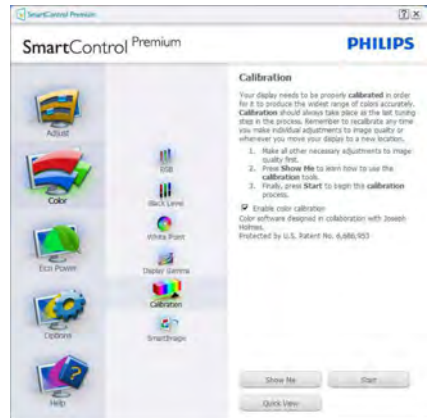 SmartControl Premium
SmartControl Premium
PHILIPS
Adjust
Color
Eco Power
Options
Help
RGB
Black Level
White Point
Display Gamma
Calibration
SmartImage
Calibration
Your display needs to be properly calibrated in order
for it to produce the widest range of colors accurately.
Calibration should always take place as the last tuning
step in the process. Remember to recalibrate any time
you make individual adjustments to image quality or
whenever you move your display to a new location.
1. Make all other necessary adjustments to image
quality first.
2. Press Show Me to learn how to use the
calibration tools.
3. Finally, press Start to begin the calibration
process.
Enable color calibration
Color software designed in collaboration with Joseph
Holmes.
Protected by U.S. Patent No. 6,686,953
Show Me
Start
Quick View